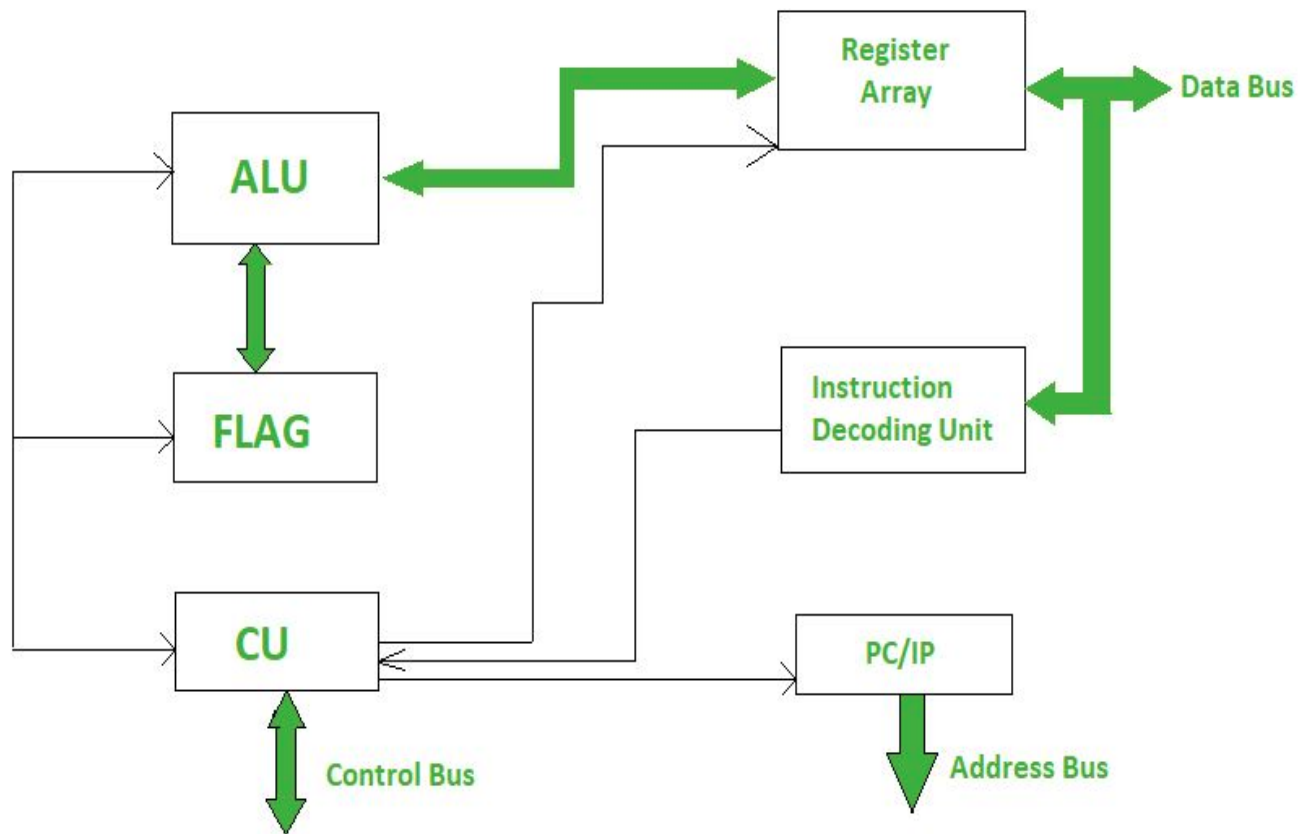 Register
Array
Data Bus
ALU
FLAG
Instruction
Decoding Unit
CU
PC/IP
Control Bus
Address Bus